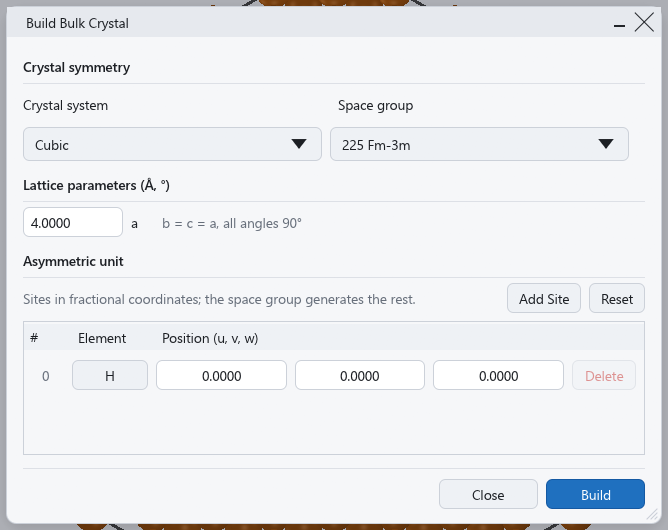 Build Bulk Crystal
Crystal symmetry
Crystal system
Space group
Cubic
225 Fm-3m
Lattice parameters (Å, °)
4.0000 a b = c = a, all angles 90°
Asymmetric unit
Sites in fractional coordinates; the space group generates the rest.
Add Site
Reset
# Element Position (u, v, w)
0 H 0.0000 0.0000 0.0000 Delete
Close
Build